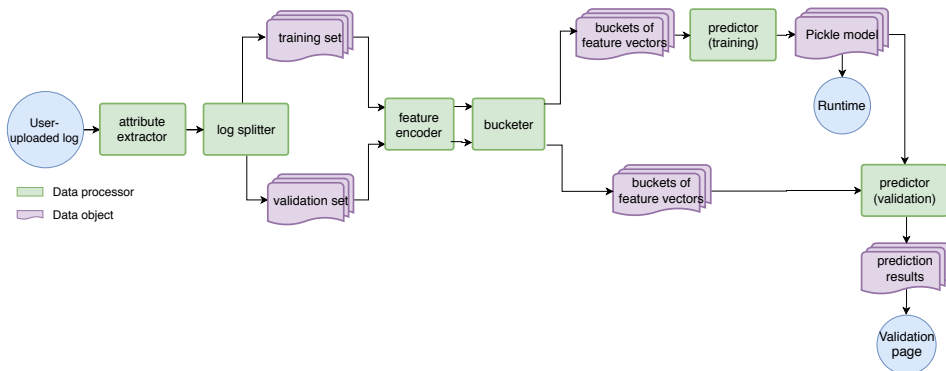 training set
buckets of
feature vectors
predictor
(training)
Pickle model
User-
uploaded log
attribute
extractor
log splitter
feature
encoder
bucketer
Runtime
Data processor
Data object
validation set
buckets of
feature vectors
predictor
(validation)
prediction
results
Validation
page